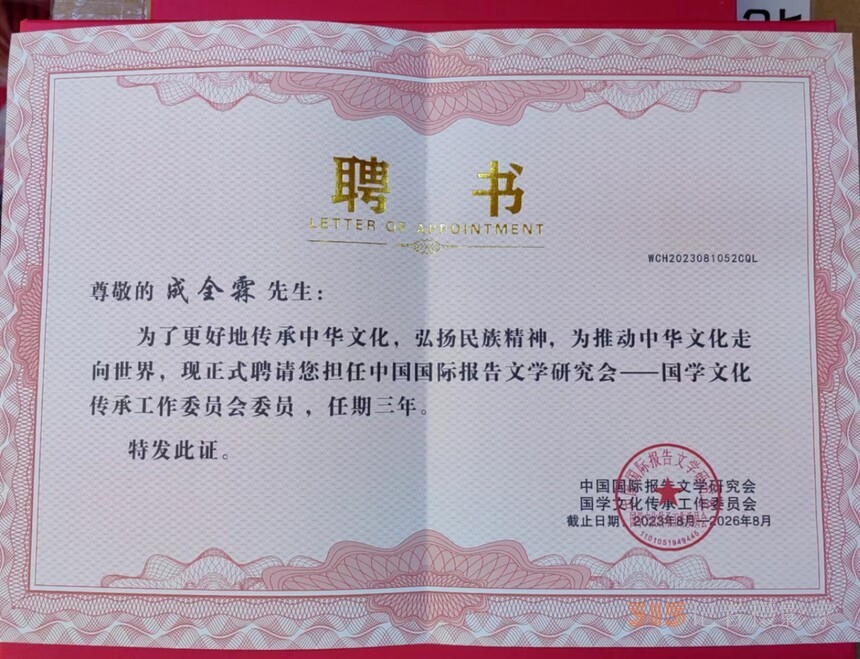 聘书
LETTER OF APPOINTMENT
WCH2023081052CQL
尊敬的 成全霖 先生：
为了更好地传承中华文化，弘扬民族精神，为推动中华文化走
向世界，现正式聘请您担任中国国际报告文学研究会——国学文化
传承工作委员会委员，任期三年。
特发此证。
中国国际报告文学研究会
国学文化传承工作委员会
截止日期：2023年8月—2026年8月
1101051949445